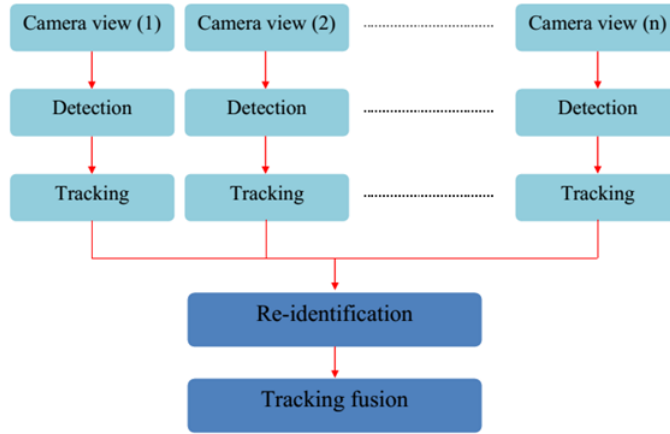 Camera view (1)
Camera view (2)
Camera view (n)
Detection
Detection
Detection
Tracking
Tracking
Tracking
Re-identification
Tracking fusion